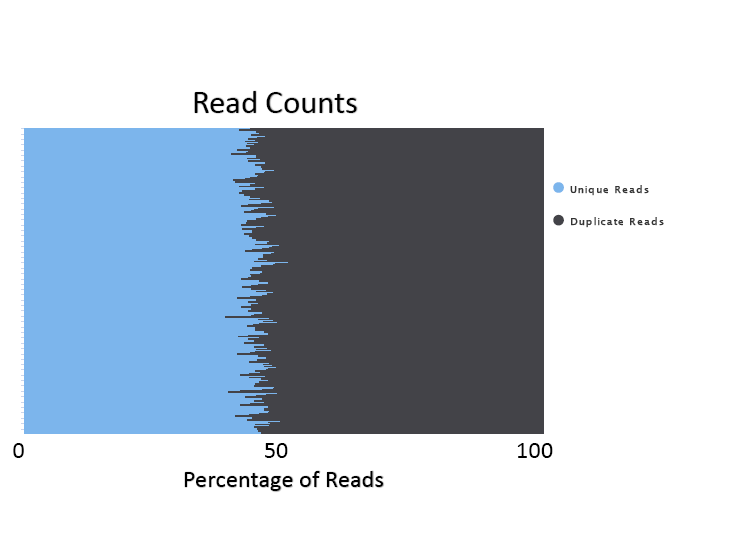 Read Counts
Unique Reads
Duplicate Reads
0 50 100
Percentage of Reads